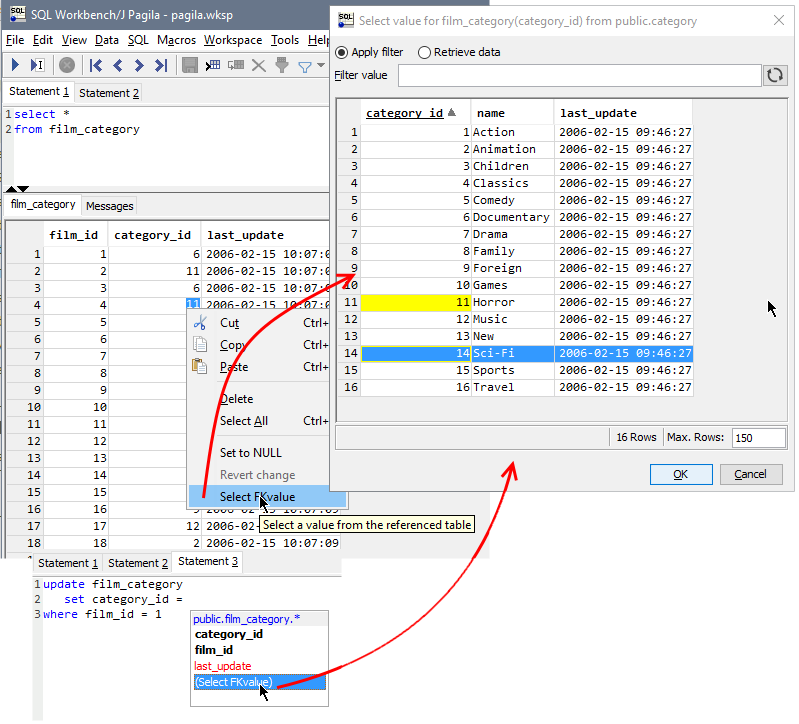 SQL Workbench/J Pagila - pagila.wksp
File Edit View Data SQL Macros Workspace Tools Help
Statement 1 Statement 2
1 select *
2 from film_category
film_category Messages
film_id category_id last_update
1 1 6 2006-02-15 10:07:0
2 2 11 2006-02-15 10:07:0
3 3 6 2006-02-15 10:07:0
4 4 11 2006-02-15 10:07:0
5 5
6 6
7 7
8 8
9 9
10 10
11 11
12 12
13 13
14 14
15 15
16 16
17 17 12 2006-02-
18 18 2 2006-02-15 10:07:09
Cut Ctrl+
Copy Ctrl+
Paste Ctrl+
Delete
Select All Ctrl+
Set to NULL
Revert change
Select FKvalue
Select a value from the referenced table
Select value for film_category(category_id) from public.category
Apply filter Retrieve data
Filter value
category_id name last_update
1 1 Action 2006-02-15 09:46:27
2 2 Animation 2006-02-15 09:46:27
3 3 Children 2006-02-15 09:46:27
4 4 Classics 2006-02-15 09:46:27
5 5 Comedy 2006-02-15 09:46:27
6 6 Documentary 2006-02-15 09:46:27
7 7 Drama 2006-02-15 09:46:27
8 8 Family 2006-02-15 09:46:27
9 9 Foreign 2006-02-15 09:46:27
10 10 Games 2006-02-15 09:46:27
11 11 Horror 2006-02-15 09:46:27
12 12 Music 2006-02-15 09:46:27
13 13 New 2006-02-15 09:46:27
14 14 Sci-Fi 2006-02-15 09:46:27
15 15 Sports 2006-02-15 09:46:27
16 16 Travel 2006-02-15 09:46:27
16 Rows Max. Rows: 150
OK Cancel
Statement 1 Statement 2 Statement 3
1 update film_category
2 set category_id =
3 where film_id = 1
public.film_category.*
category_id
film_id
last_update
(Select FKvalue)